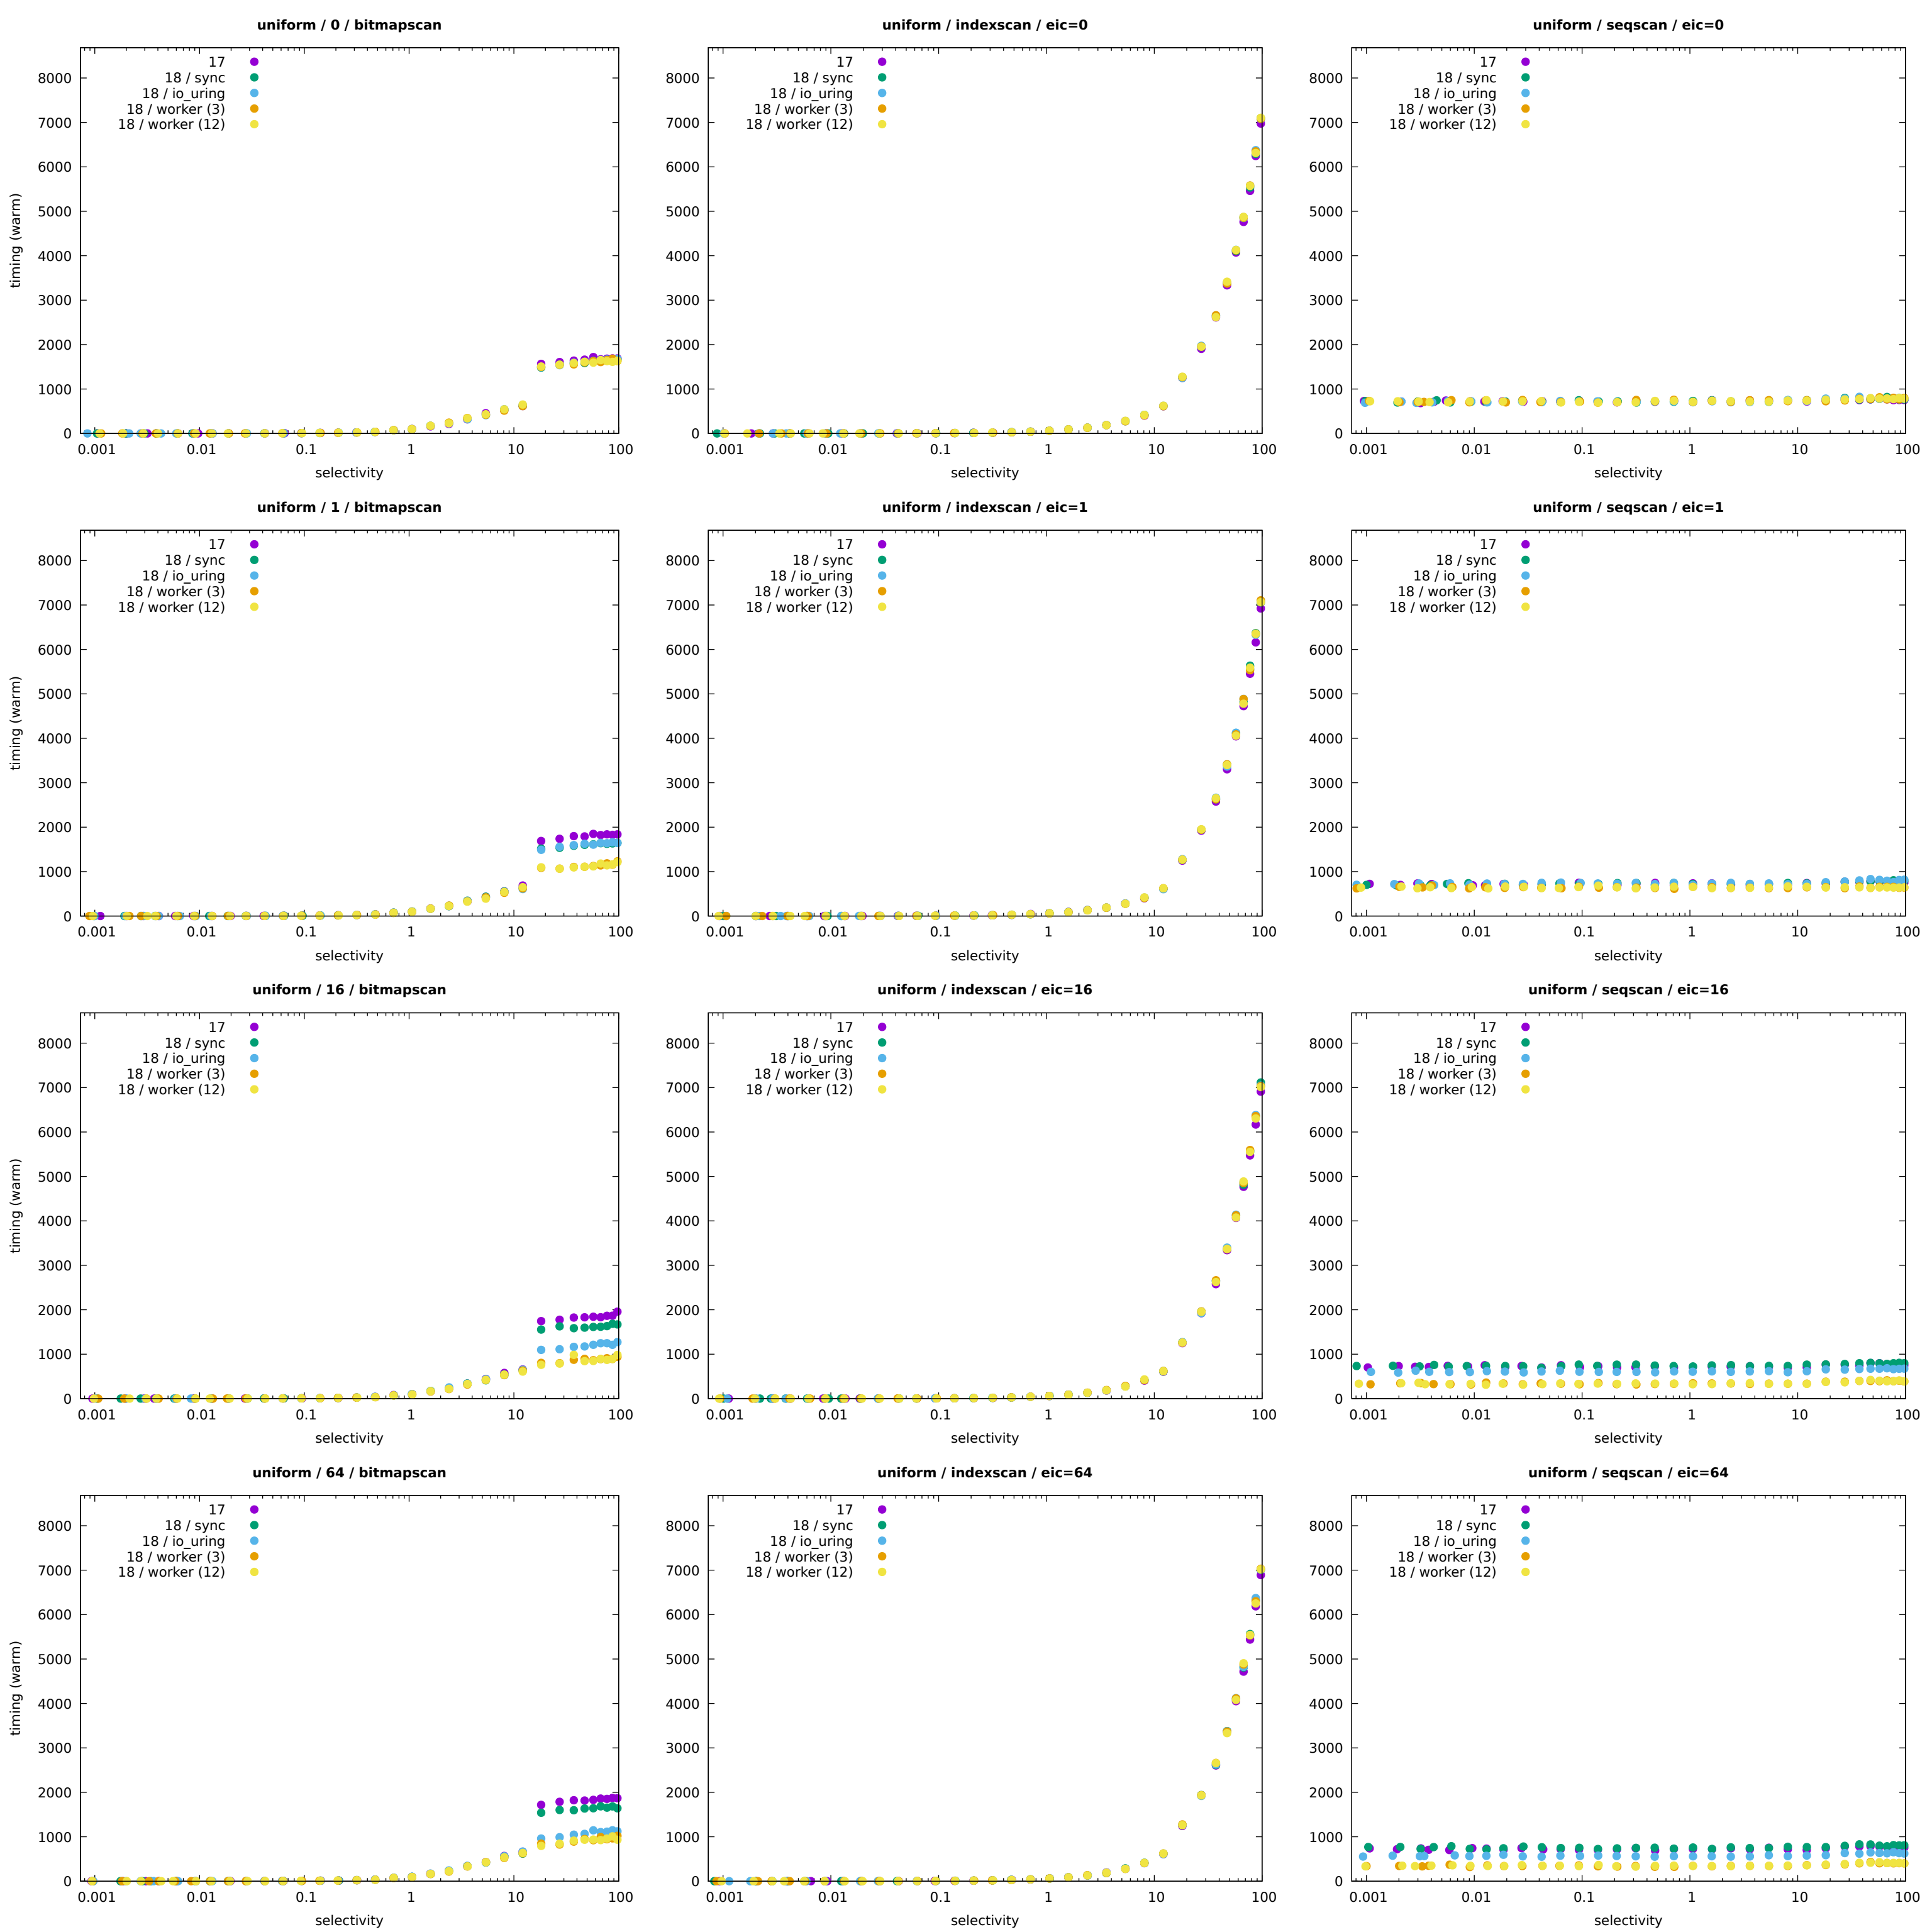 uniform / 0 / bitmapscan
timing (warm)
8000
7000
6000
5000
4000
3000
2000
1000
0
17
18 / sync
18 / io_uring
18 / worker (3)
18 / worker (12)
0.001 0.01 0.1 1 10 100
selectivity
uniform / indexscan / eic=0
8000
7000
6000
5000
4000
3000
2000
1000
0
17
18 / sync
18 / io_uring
18 / worker (3)
18 / worker (12)
0.001 0.01 0.1 1 10 100
selectivity
uniform / seqscan / eic=0
8000
7000
6000
5000
4000
3000
2000
1000
0
17
18 / sync
18 / io_uring
18 / worker (3)
18 / worker (12)
0.001 0.01 0.1 1 10 100
selectivity
uniform / 1 / bitmapscan
timing (warm)
8000
7000
6000
5000
4000
3000
2000
1000
0
17
18 / sync
18 / io_uring
18 / worker (3)
18 / worker (12)
0.001 0.01 0.1 1 10 100
selectivity
uniform / indexscan / eic=1
8000
7000
6000
5000
4000
3000
2000
1000
0
17
18 / sync
18 / io_uring
18 / worker (3)
18 / worker (12)
0.001 0.01 0.1 1 10 100
selectivity
uniform / seqscan / eic=1
8000
7000
6000
5000
4000
3000
2000
1000
0
17
18 / sync
18 / io_uring
18 / worker (3)
18 / worker (12)
0.001 0.01 0.1 1 10 100
selectivity
uniform / 16 / bitmapscan
timing (warm)
8000
7000
6000
5000
4000
3000
2000
1000
0
17
18 / sync
18 / io_uring
18 / worker (3)
18 / worker (12)
0.001 0.01 0.1 1 10 100
selectivity
uniform / indexscan / eic=16
8000
7000
6000
5000
4000
3000
2000
1000
0
17
18 / sync
18 / io_uring
18 / worker (3)
18 / worker (12)
0.001 0.01 0.1 1 10 100
selectivity
uniform / seqscan / eic=16
8000
7000
6000
5000
4000
3000
2000
1000
0
17
18 / sync
18 / io_uring
18 / worker (3)
18 / worker (12)
0.001 0.01 0.1 1 10 100
selectivity
uniform / 64 / bitmapscan
timing (warm)
8000
7000
6000
5000
4000
3000
2000
1000
0
17
18 / sync
18 / io_uring
18 / worker (3)
18 / worker (12)
0.001 0.01 0.1 1 10 100
selectivity
uniform / indexscan / eic=64
8000
7000
6000
5000
4000
3000
2000
1000
0
17
18 / sync
18 / io_uring
18 / worker (3)
18 / worker (12)
0.001 0.01 0.1 1 10 100
selectivity
uniform / seqscan / eic=64
8000
7000
6000
5000
4000
3000
2000
1000
0
17
18 / sync
18 / io_uring
18 / worker (3)
18 / worker (12)
0.001 0.01 0.1 1 10 100
selectivity